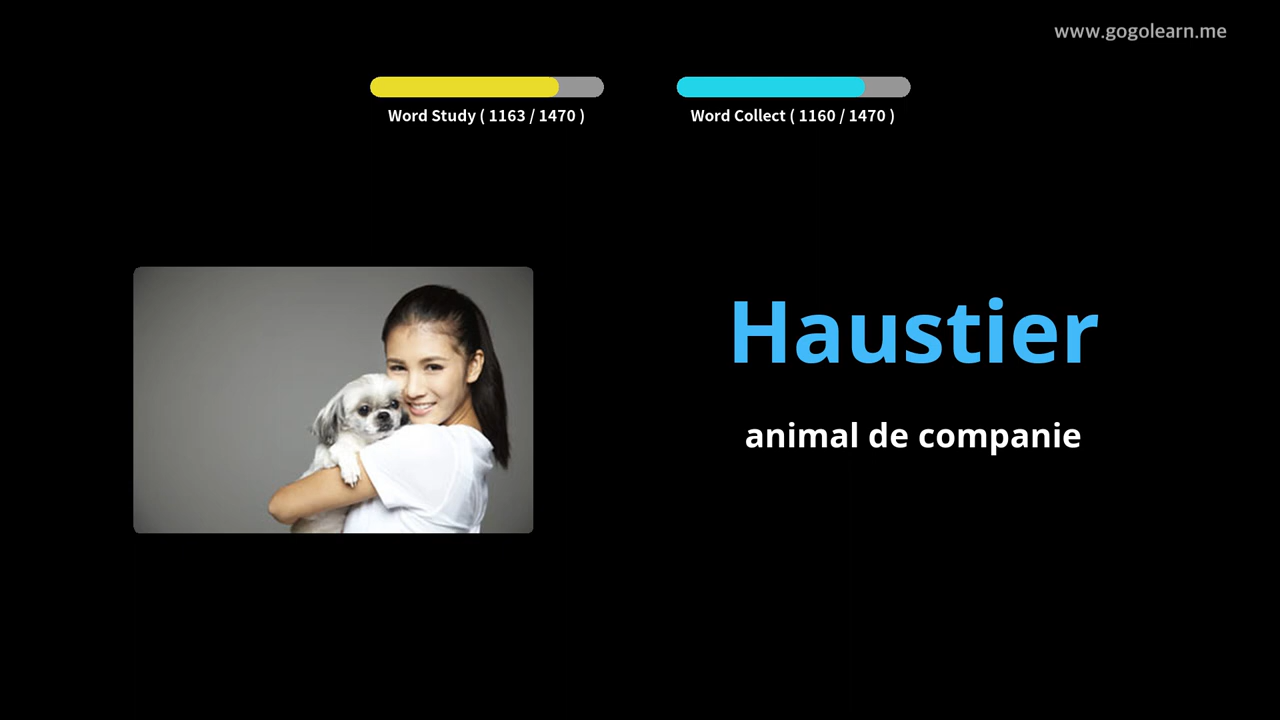 www.gogolearn.me
Word Study ( 1163 / 1470 )
Word Collect ( 1160 / 1470 )
Haustier
animal de companie